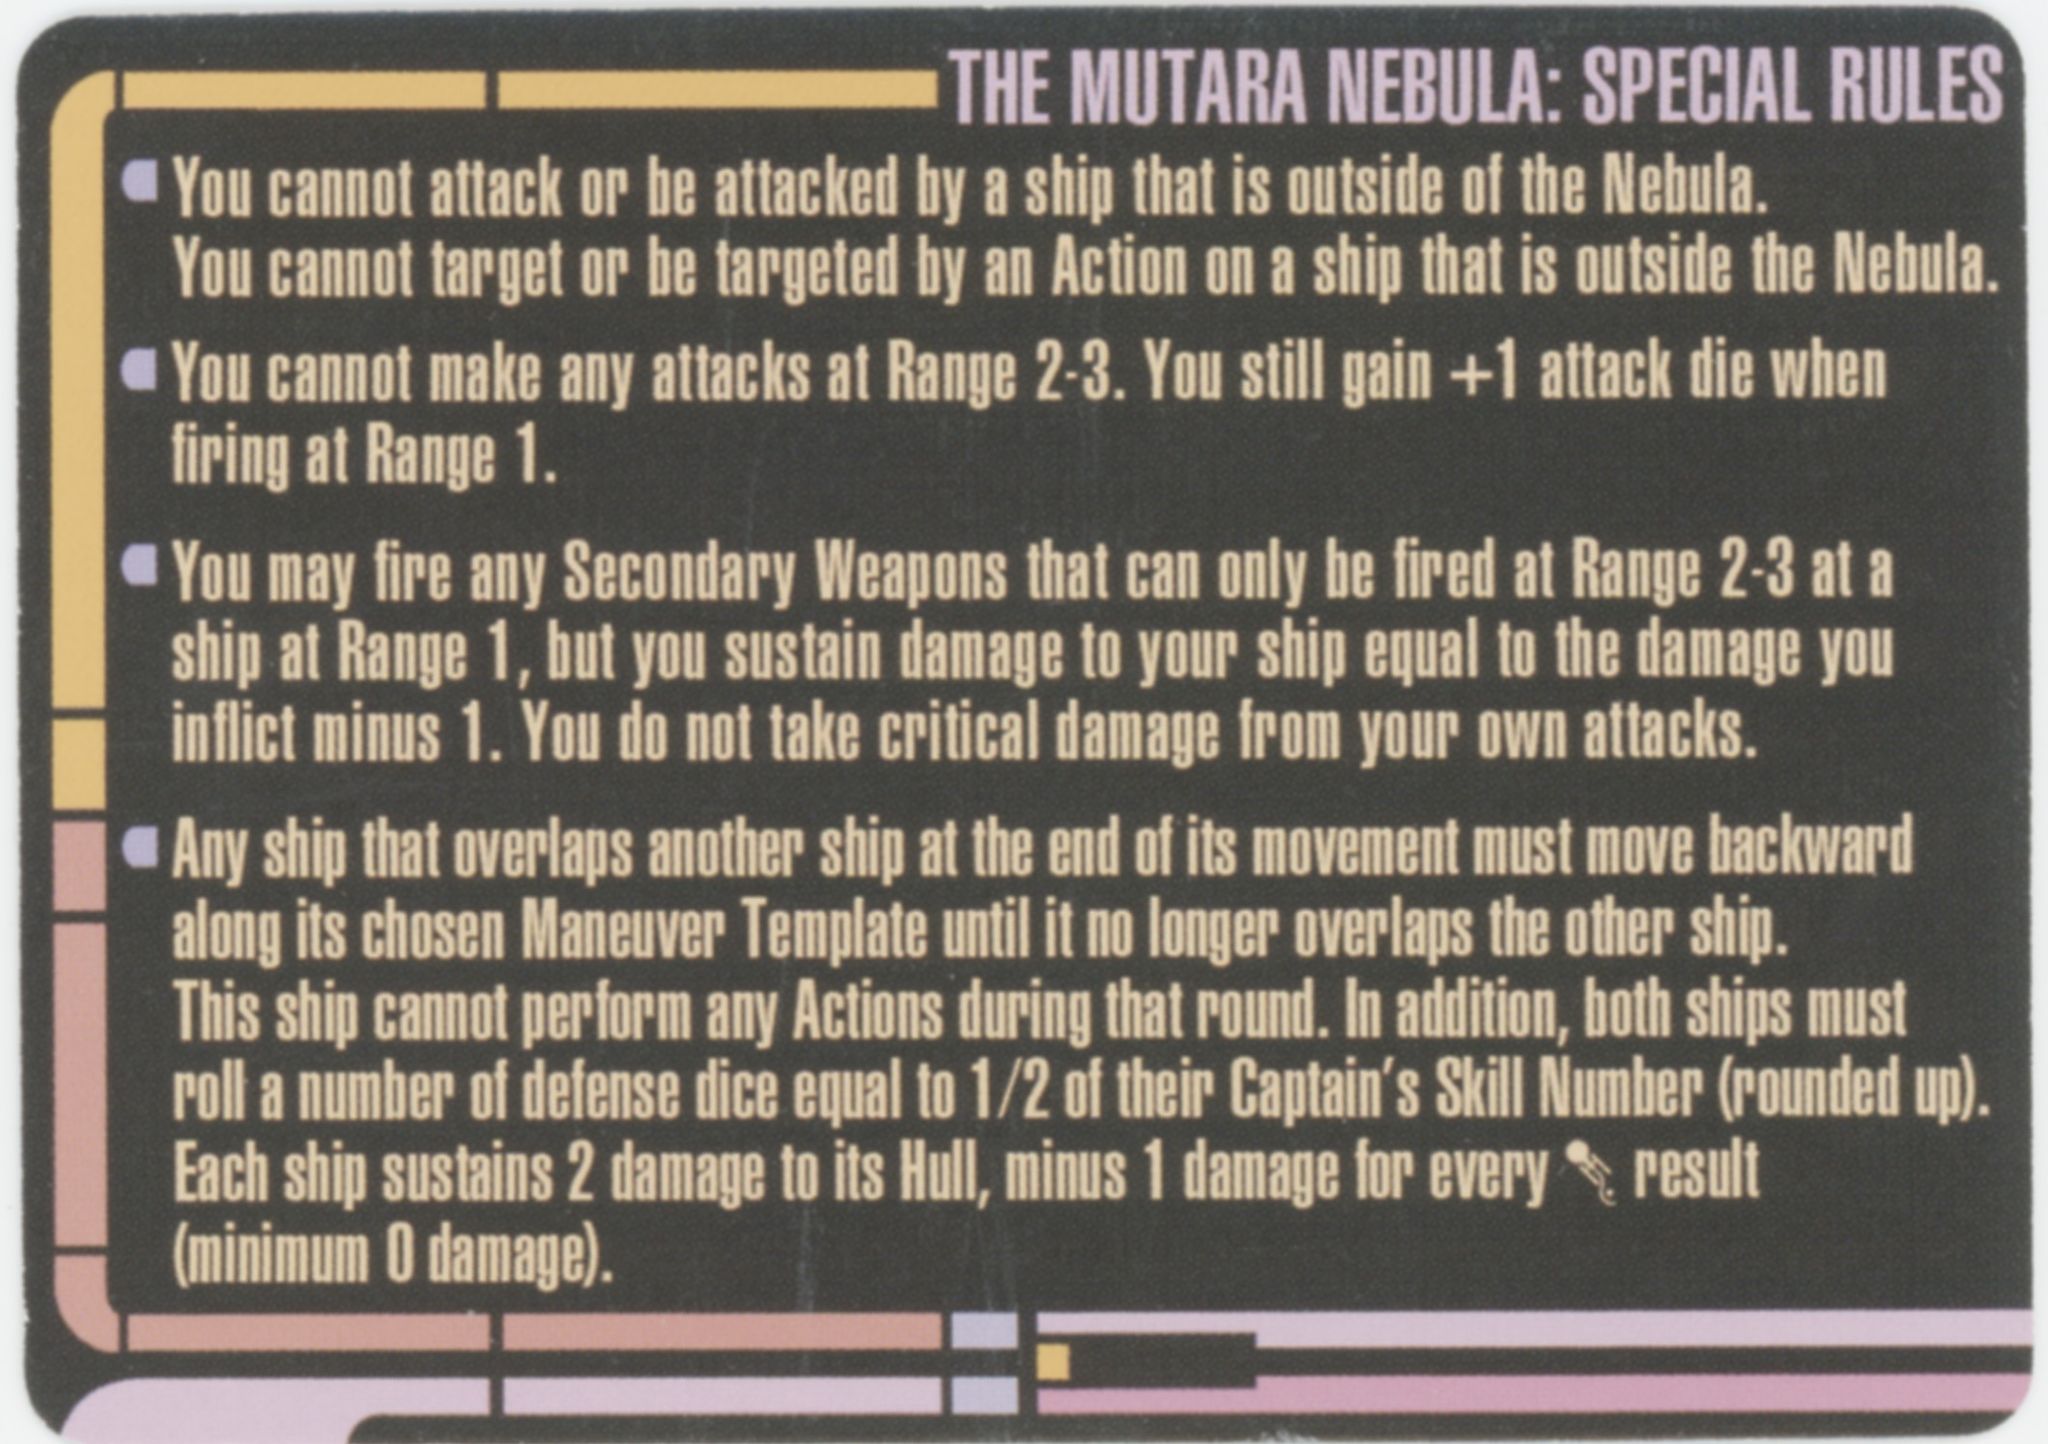 THE MUTARA NEBULA: SPECIAL RULES
You cannot attack or be attacked by a ship that is outside of the Nebula.
You cannot target or be targeted by an Action on a ship that is outside the Nebula.
You cannot make any attacks at Range 2-3. You still gain +1 attack die when
firing at Range 1.
You may fire any Secondary Weapons that can only be fired at Range 2-3 at a
ship at Range 1, but you sustain damage to your ship equal to the damage you
inflict minus 1. You do not take critical damage from your own attacks.
Any ship that overlaps another ship at the end of its movement must move backward
along its chosen Maneuver Template until it no longer overlaps the other ship.
This ship cannot perform any Actions during that round. In addition, both ships must
roll a number of defense dice equal to 1/2 of their Captain's Skill Number (rounded up).
Each ship sustains 2 damage to its Hull, minus 1 damage for every result
(minimum 0 damage).